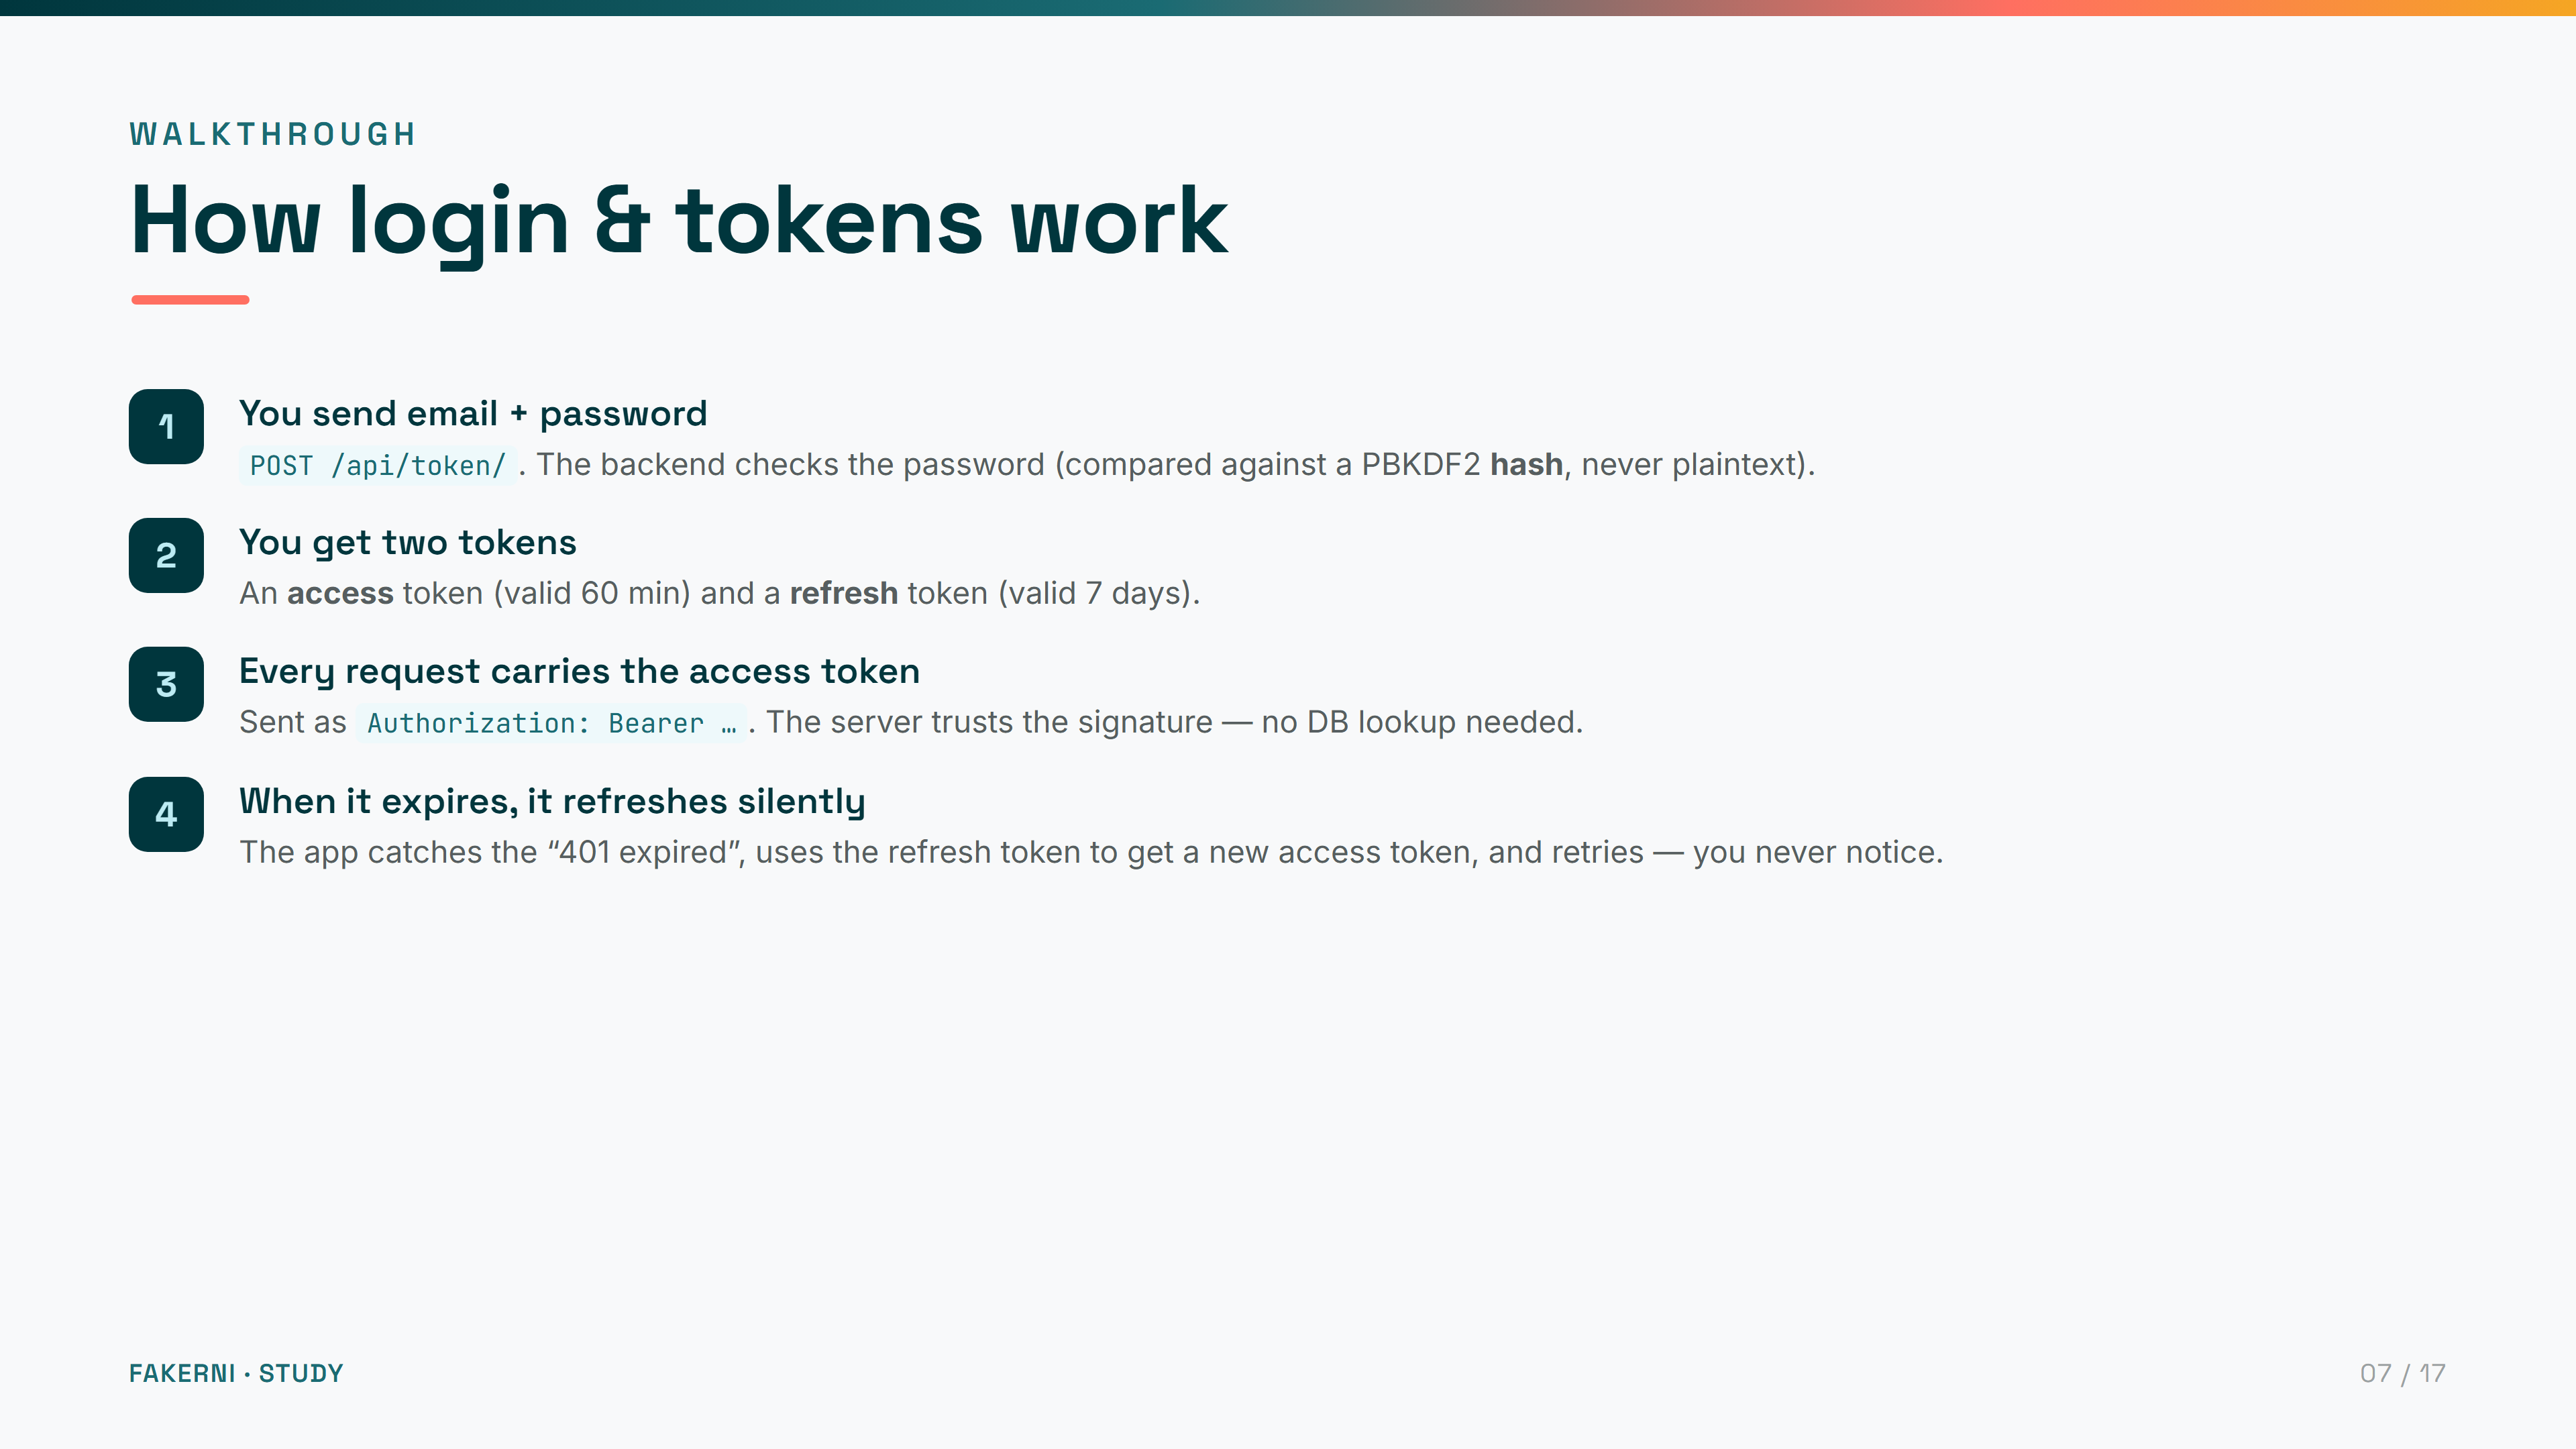 WALKTHROUGH
How login & tokens work
1
You send email + password
POST /api/token/ . The backend checks the password (compared against a PBKDF2 hash, never plaintext).
2
You get two tokens
An access token (valid 60 min) and a refresh token (valid 7 days).
3
Every request carries the access token
Sent as Authorization: Bearer … . The server trusts the signature — no DB lookup needed.
4
When it expires, it refreshes silently
The app catches the “401 expired”, uses the refresh token to get a new access token, and retries — you never notice.
FAKERNI · STUDY
07 / 17